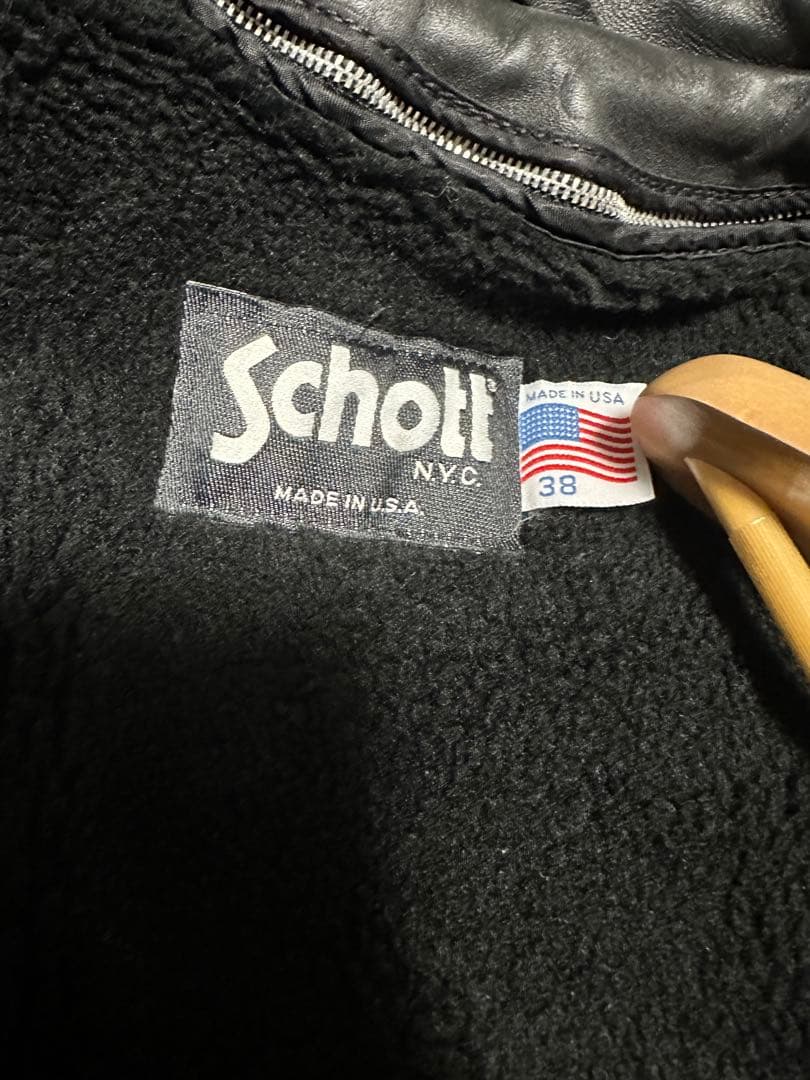 Schott®
N.Y.C.
MADE IN U.S.A.
MADE IN USA
38